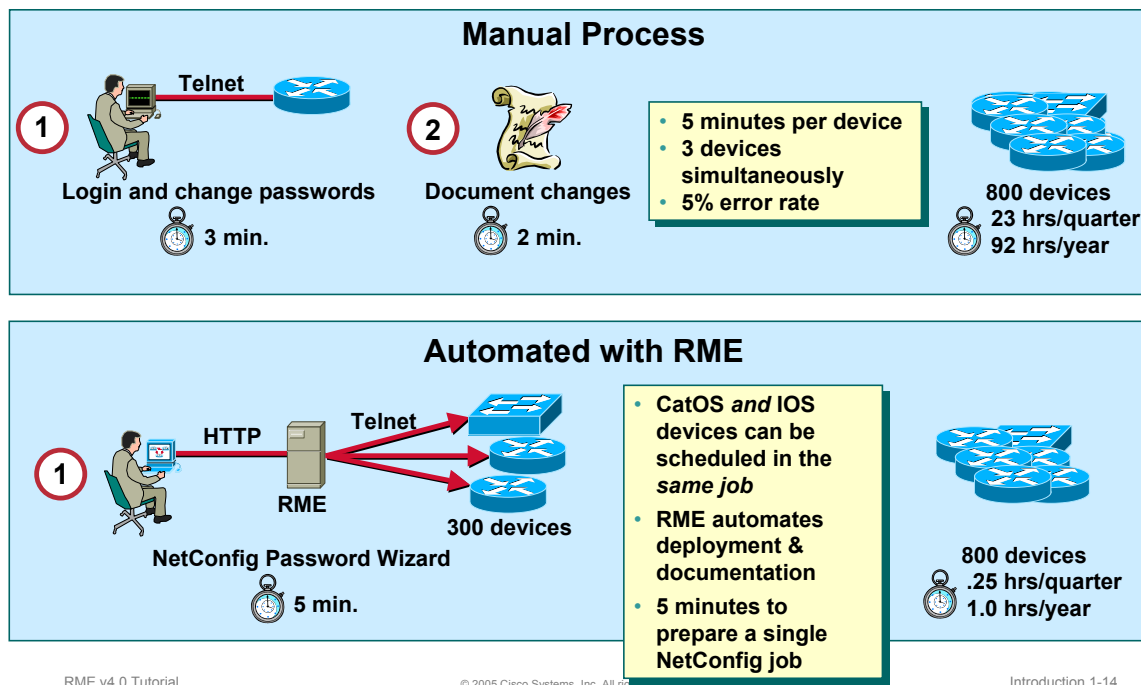 Manual Process
Telnet
1
2
Login and change passwords
3 min.
Document changes
2 min.
• 5 minutes per device
• 3 devices
simultaneously
• 5% error rate
800 devices
23 hrs/quarter
92 hrs/year
Automated with RME
1
HTTP
Telnet
RME
300 devices
NetConfig Password Wizard
5 min.
• CatOS and IOS
devices can be
scheduled in the
same job
• RME automates
deployment &
documentation
• 5 minutes to
prepare a single
NetConfig job
800 devices
.25 hrs/quarter
1.0 hrs/year
RME v4.0 Tutorial
© 2005 Cisco Systems, Inc. All
Introduction 1-14